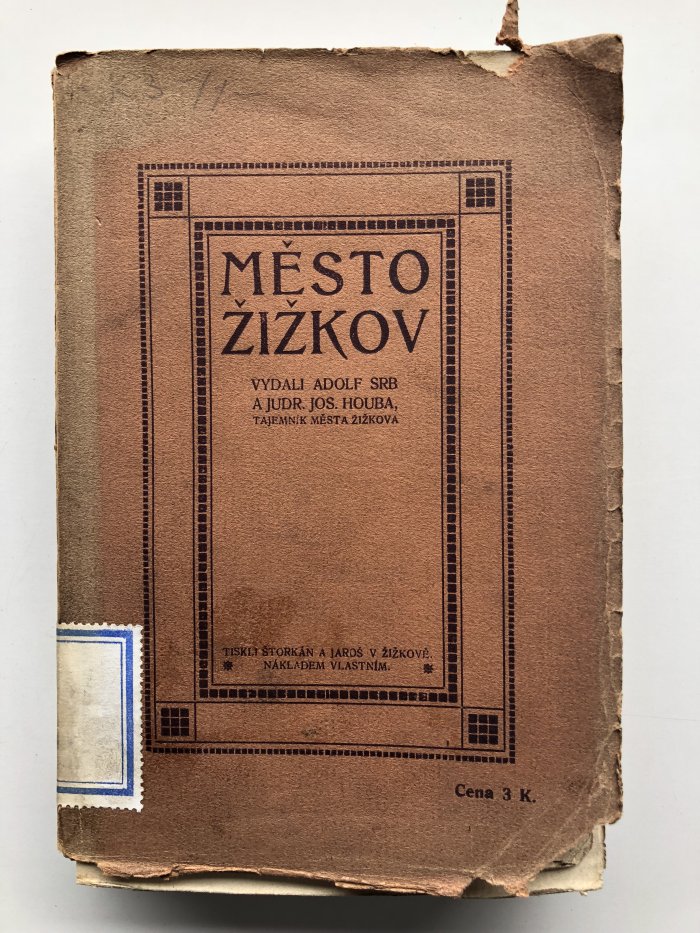 MĚSTO
ŽIŽKOV
VYDALI ADOLF SRB
A JUDR. JOS. HOUBA,
TAJEMNÍK MĚSTA ŽIŽKOVA
TISKLI ŠTORKÁN A JAROŠ V ŽIŽKOVĚ.
NÁKLADEM VLASTNÍM.
Cena 3 K.